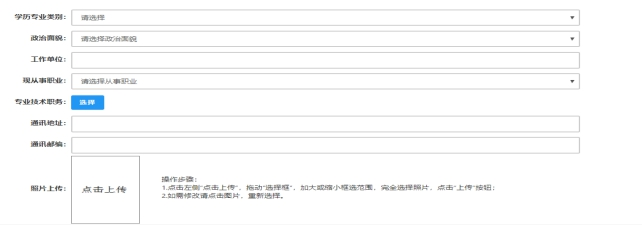 学历专业类别： 请选择
政治面貌： 请选择政治面貌
工作单位：
现从事职业： 请选择从事职业
专业技术职务： 选择
通讯地址：
通讯邮编：
照片上传： 点击上传
操作步骤：
1.点击左侧“点击上传”，拖动“选择框”，加大或缩小框选范围，完全选择照片，点击“上传”按钮；
2.如需修改请点击图片，重新选择。